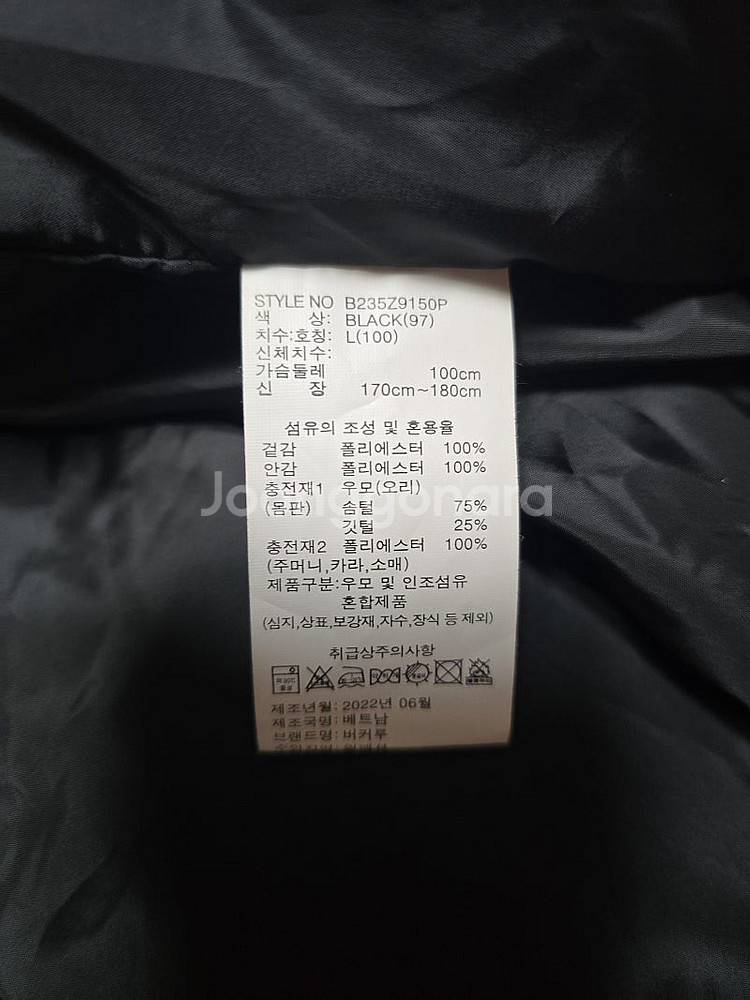 STYLE NO B235Z9150P
색 상: BLACK(97)
치수:호칭: L(100)
신체치수:
가슴둘레 100cm
신 장 170cm~180cm
섬유의 조성 및 혼용율
겉감 폴리에스터 100%
안감 폴리에스터 100%
충전재1 우모(오리)
Joonggonara
(몸판) 솜털 75%
깃털 25%
충전재2 폴리에스터 100%
(주머니,카라,소매)
제품구분:우모 및 인조섬유
혼합제품
(심지,상표,보강재,자수,장식 등 제외)
취급상주의사항
제조년월: 2022년 06월
제조국명: 베트남
브랜드명: 버커루